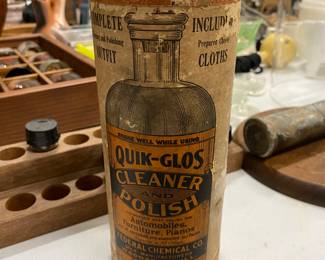 COMPLETE
OUTFIT
INCLUD
CLOTHS
SHAKE WELL WHILE USING
QUIK-GLOS
CLEANER
AND
POLISH
Automobiles,
Furniture, Pianos
CHEMICAL CO.